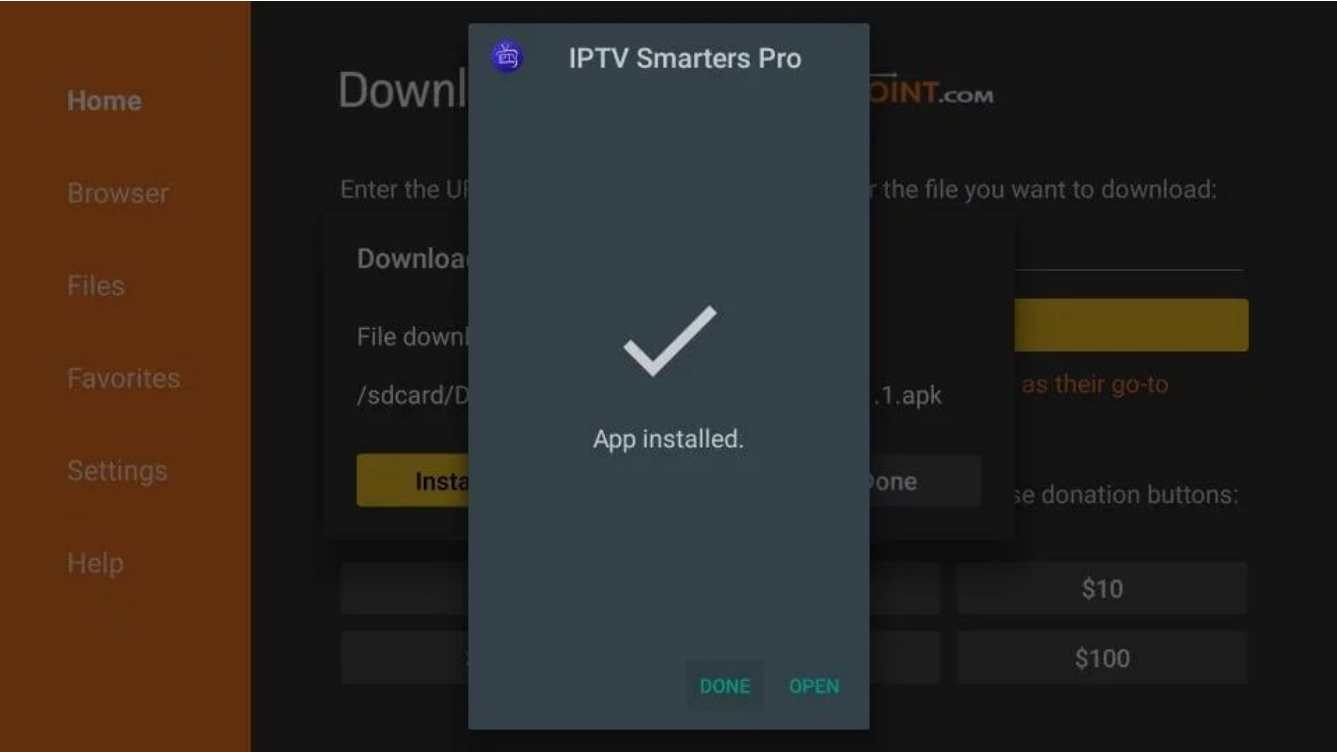 IPTV Smarters Pro
Home
Downl
OINT.COM
Browser
Enter the
r the file you want to download:
Downloa
Files
File downl
Favorites
/sdcard/D
.1.apk
as their go-to
App installed.
Settings
Insta
Done
se donation buttons:
Help
$10
$100
DONE
OPEN